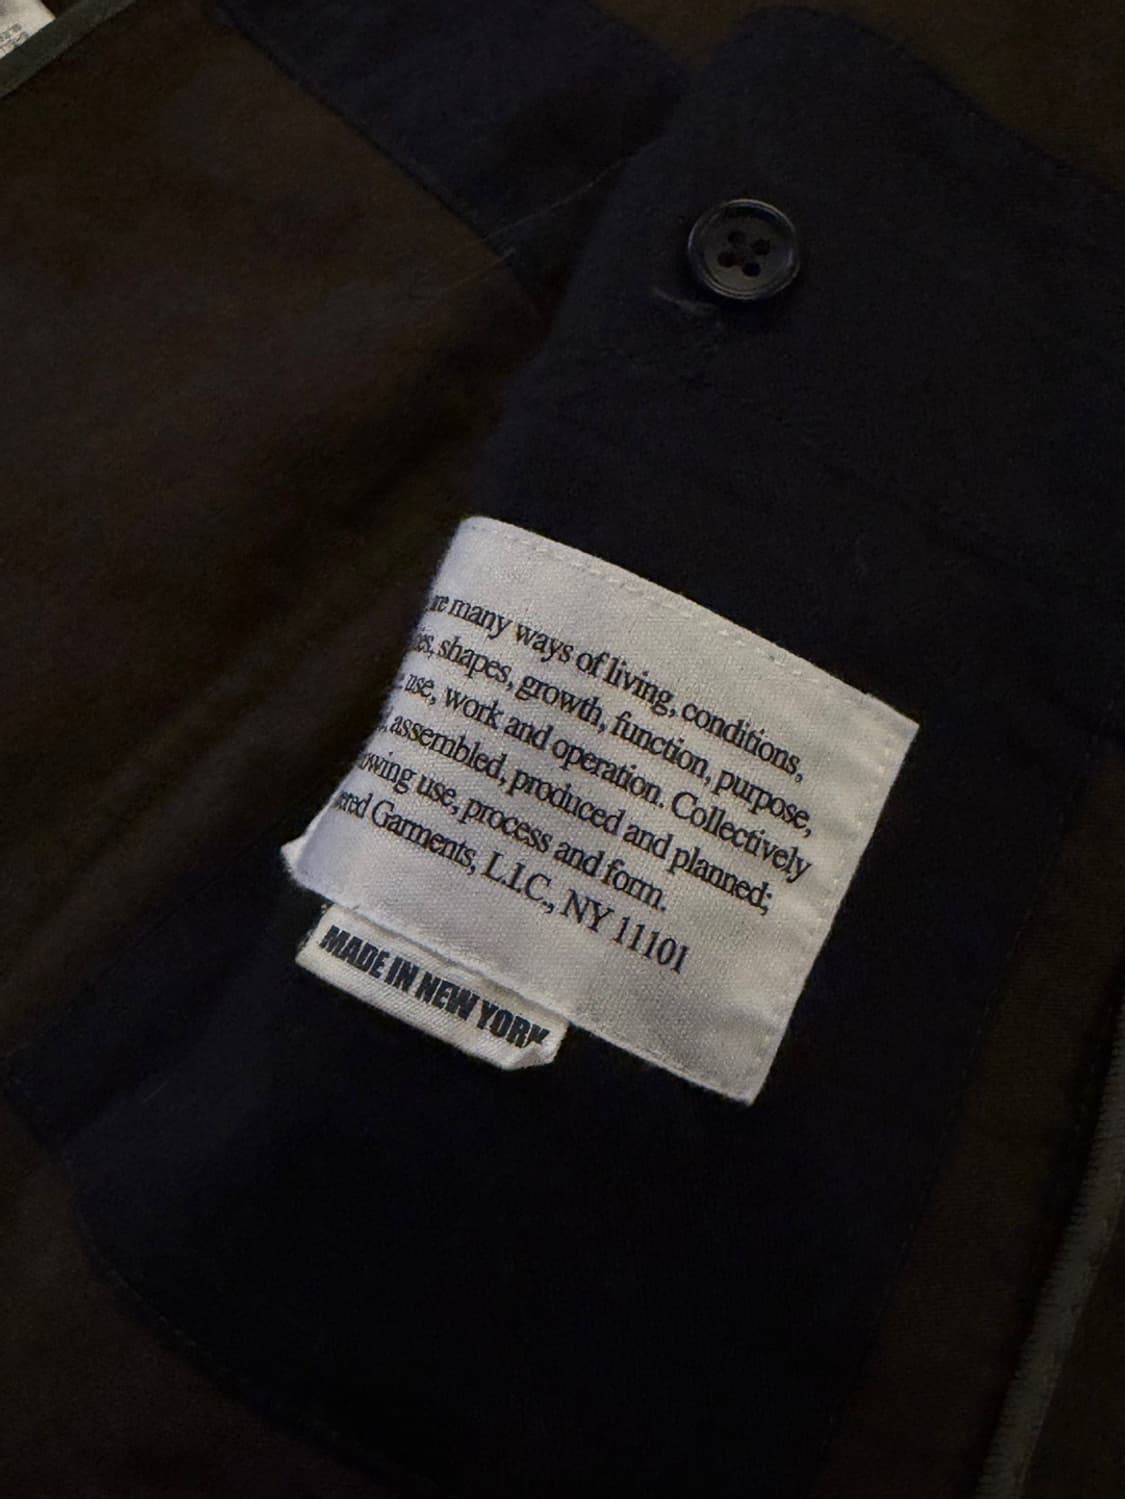 many ways of living, conditions,
shapes, growth, function, purpose,
use, work and operation. Collectively
assembled, produced and planned;
use, process and form.
Garments, L.I.C., NY 11101
MADE IN NEW YORK